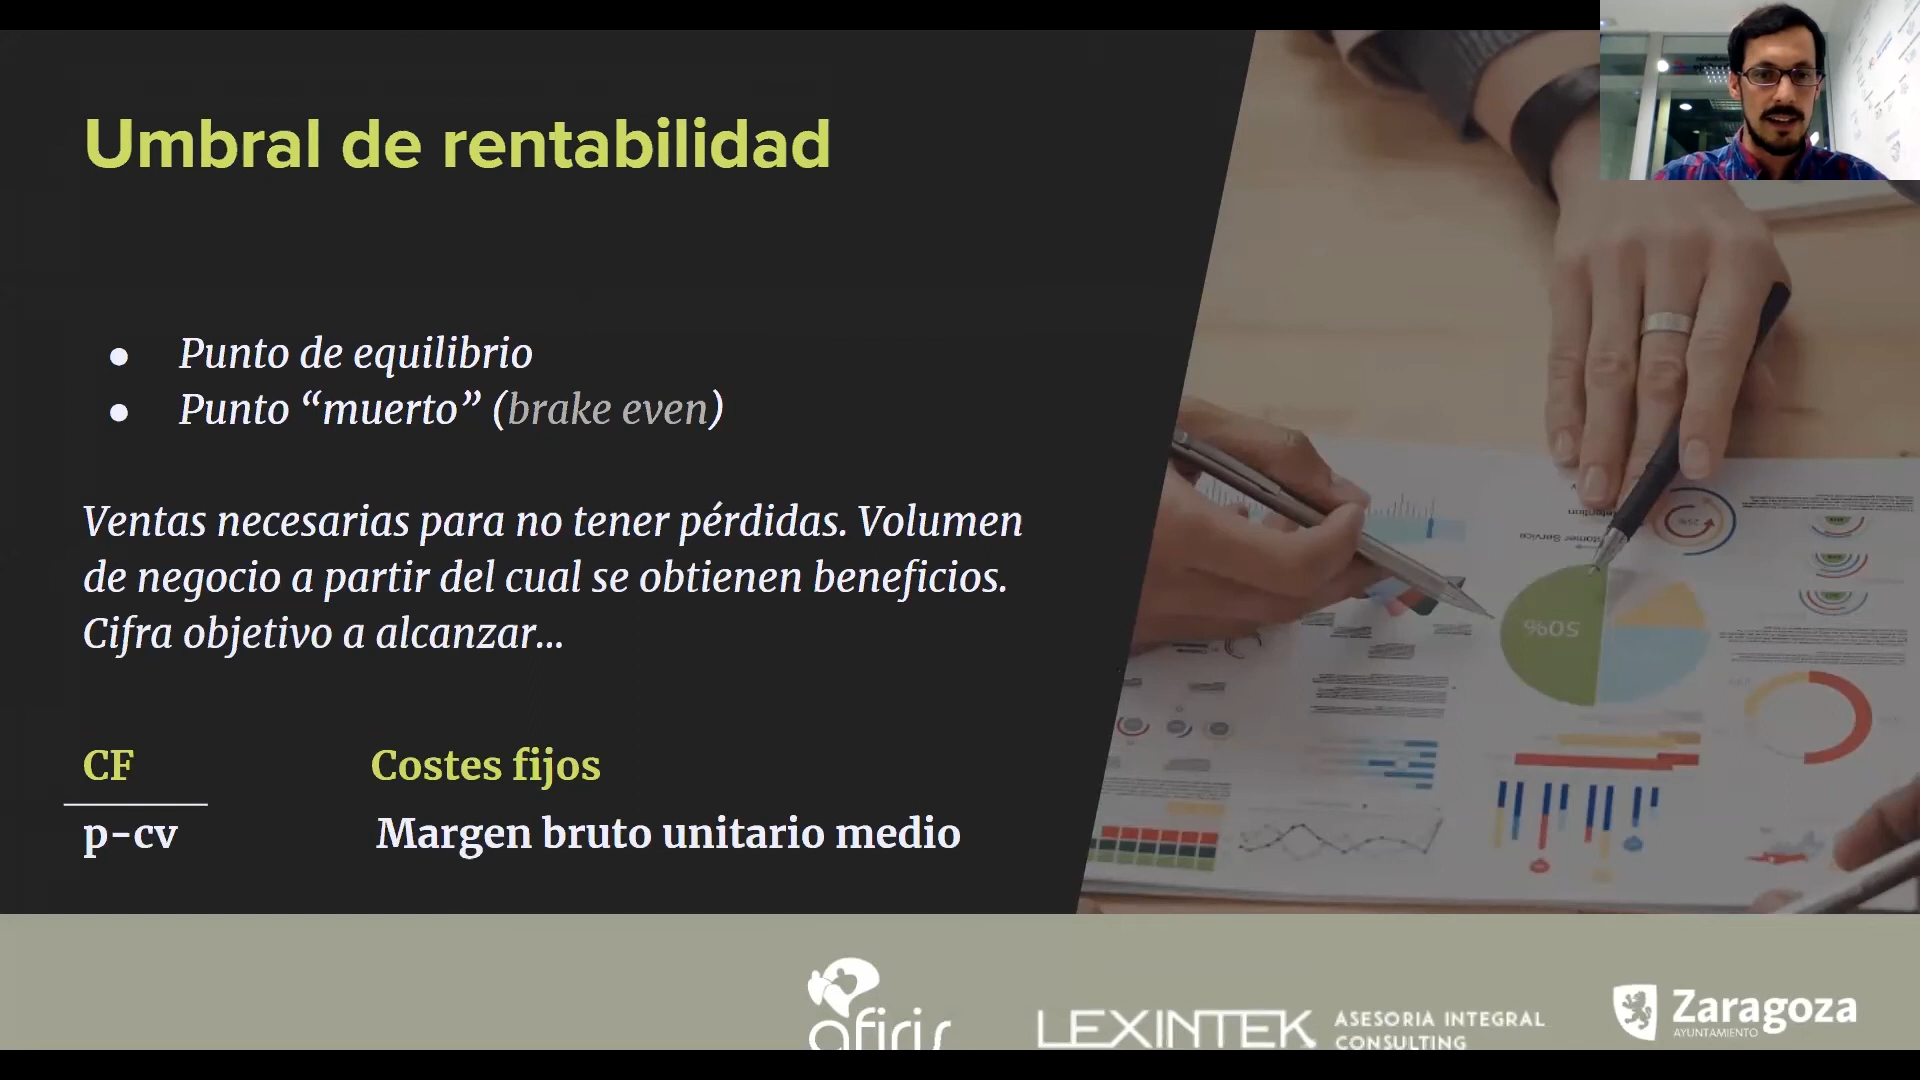 Umbral de rentabilidad
● Punto de equilibrio
● Punto “muerto” (brake even)
Ventas necesarias para no tener pérdidas. Volumen
de negocio a partir del cual se obtienen beneficios.
Cifra objetivo a alcanzar...
CF
Costes fijos
p-cv
Margen bruto unitario medio
50%
afiris
LEXINTEK
ASESORIA INTEGRAL
CONSULTING
Zaragoza
AYUNTAMIENTO